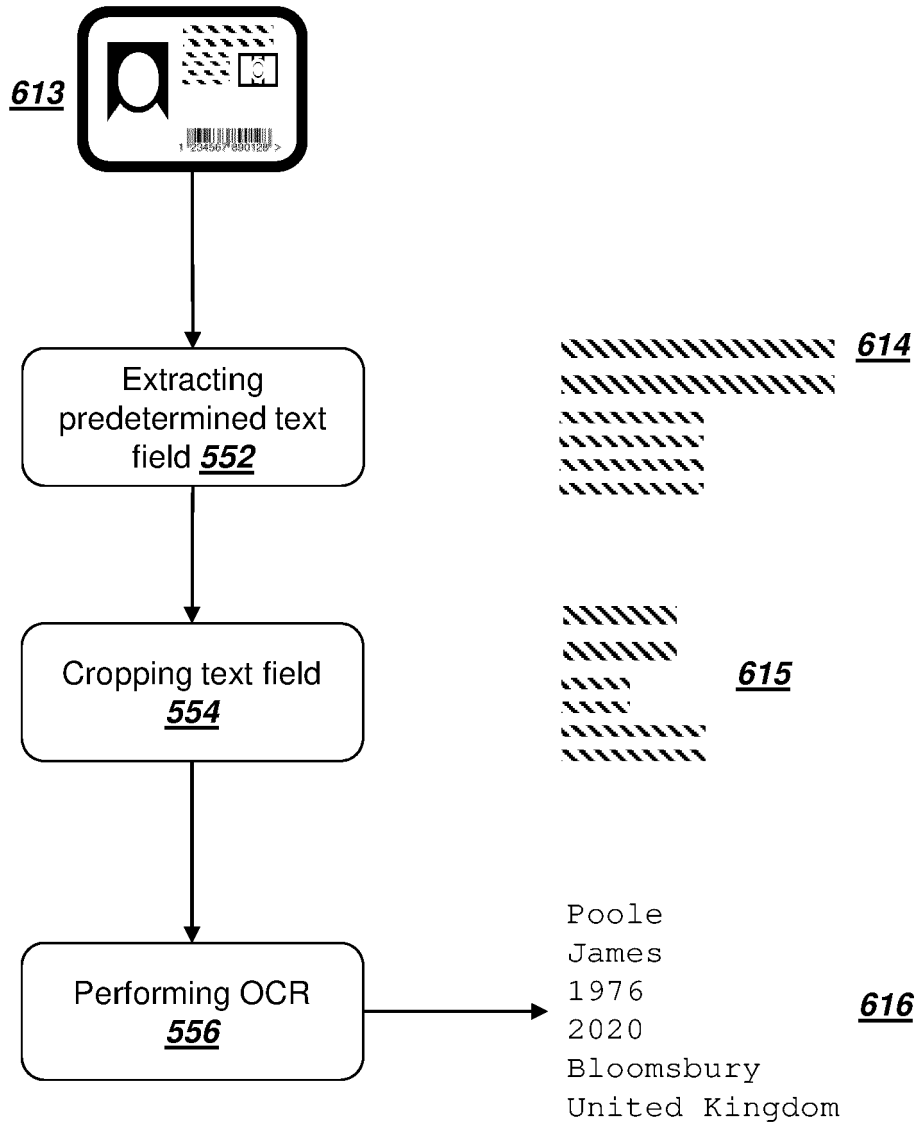 613
1 234567 890128 >
Extracting
predetermined text
field 552
614
Cropping text field
554
615
Performing OCR
556
Poole
James
1976
2020
Bloomsbury
United Kingdom
616